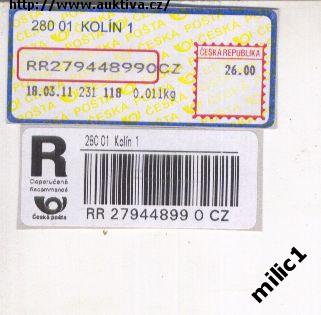 http://www.auktiva.cz/
280 01 KOLÍN 1
ČESKÁ REPUBLIKA
RR279448990CZ
26.00
18.03.11 231 118 0.011kg
R
280 01 Kolín 1
Doporučeně
Recommandé
Česká pošta
RR 27944899 0 CZ
milic1